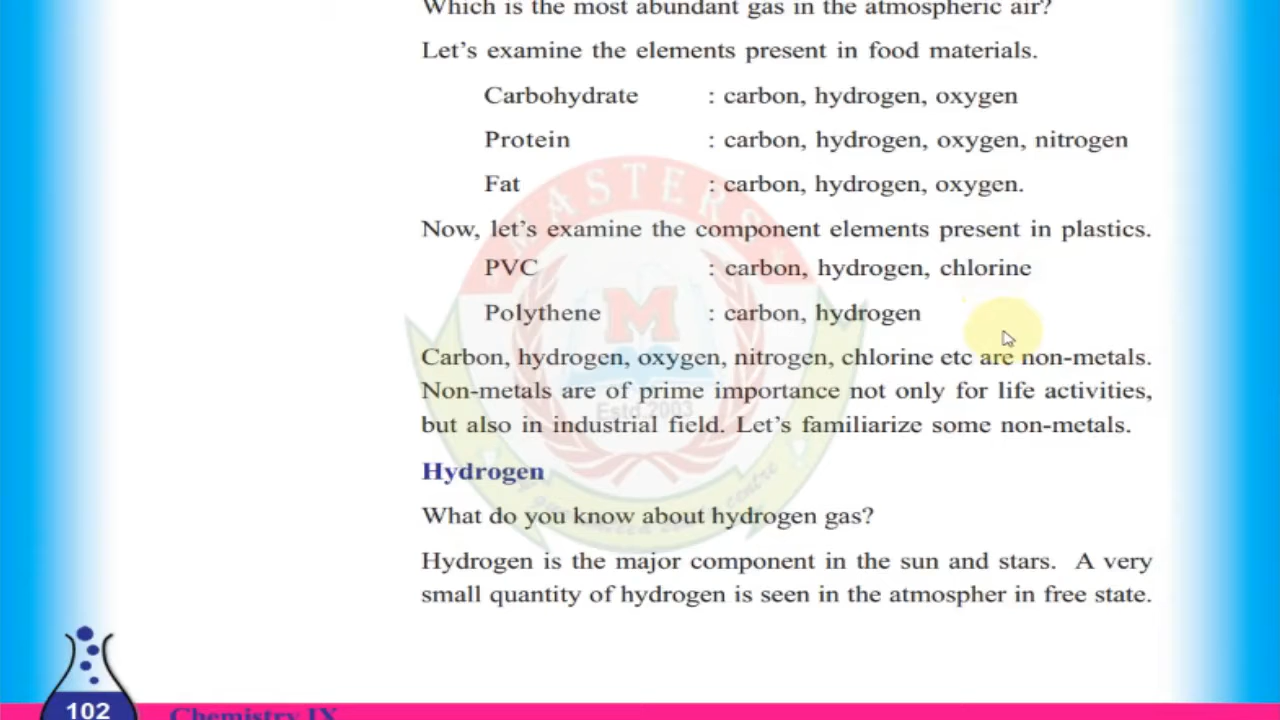 Which is the most abundant gas in the atmospheric air?
Let's examine the elements present in food materials.
Carbohydrate : carbon, hydrogen, oxygen
Protein : carbon, hydrogen, oxygen, nitrogen
Fat : carbon, hydrogen, oxygen.
Now, let's examine the component elements present in plastics.
PVC : carbon, hydrogen, chlorine
Polythene : carbon, hydrogen
Carbon, hydrogen, oxygen, nitrogen, chlorine etc are non-metals.
Non-metals are of prime importance not only for life activities,
but also in industrial field. Let's familiarize some non-metals.
Hydrogen
What do you know about hydrogen gas?
Hydrogen is the major component in the sun and stars. A very
small quantity of hydrogen is seen in the atmospher in free state.
102
Chemistry IX
MASTERS
M
Estd.2003